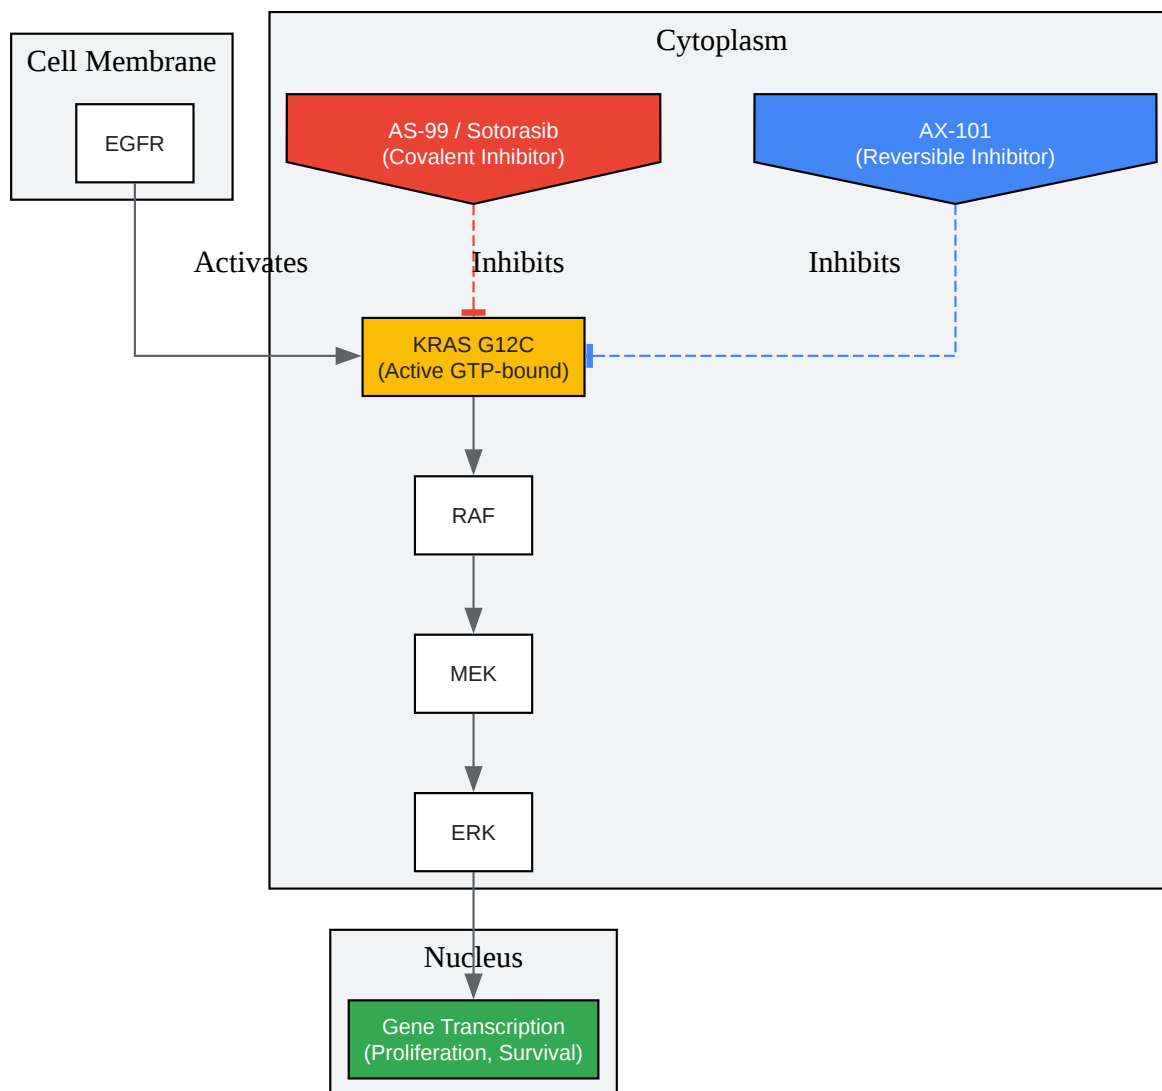 Cytoplasm
Cell Membrane
EGFR
AS-99 / Sotorasib
(Covalent Inhibitor)
AX-101
(Reversible Inhibitor)
Activates
Inhibits
Inhibits
KRAS G12C
(Active GTP-bound)
RAF
MEK
ERK
Nucleus
Gene Transcription
(Proliferation, Survival)